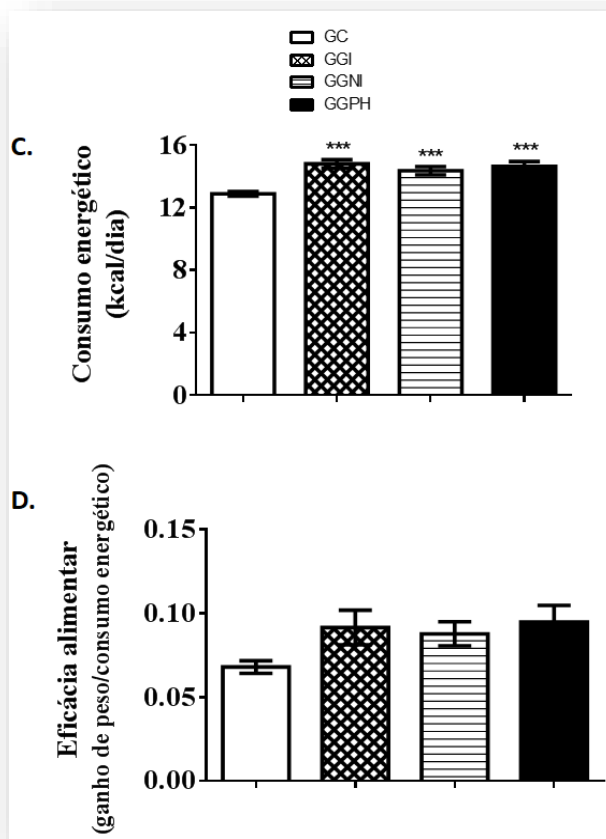 GC
GGI
GGNI
GGPH
C.
Consumo energético
(kcal/dia)
16
12
8
4
0
***
***
***
D.
Eficácia alimentar
(ganho de peso/consumo energético)
0.15
0.10
0.05
0.00